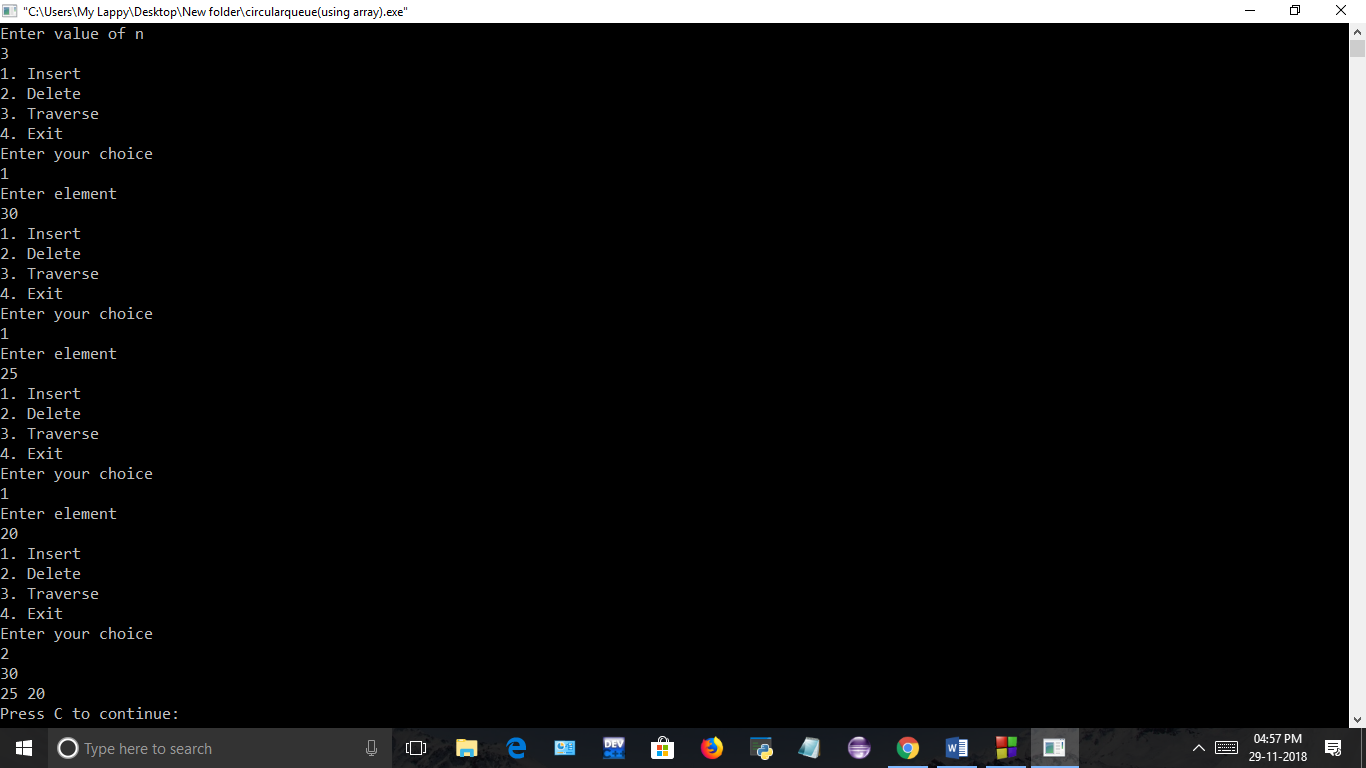 "C:\Users\My Lappy\Desktop\New folder\circularqueue(using array).exe"
Enter value of n
3
1. Insert
2. Delete
3. Traverse
4. Exit
Enter your choice
1
Enter element
30
1. Insert
2. Delete
3. Traverse
4. Exit
Enter your choice
1
Enter element
25
1. Insert
2. Delete
3. Traverse
4. Exit
Enter your choice
1
Enter element
20
1. Insert
2. Delete
3. Traverse
4. Exit
Enter your choice
2
30
25 20
Press C to continue:
Type here to search
DEV
04:57 PM
29-11-2018